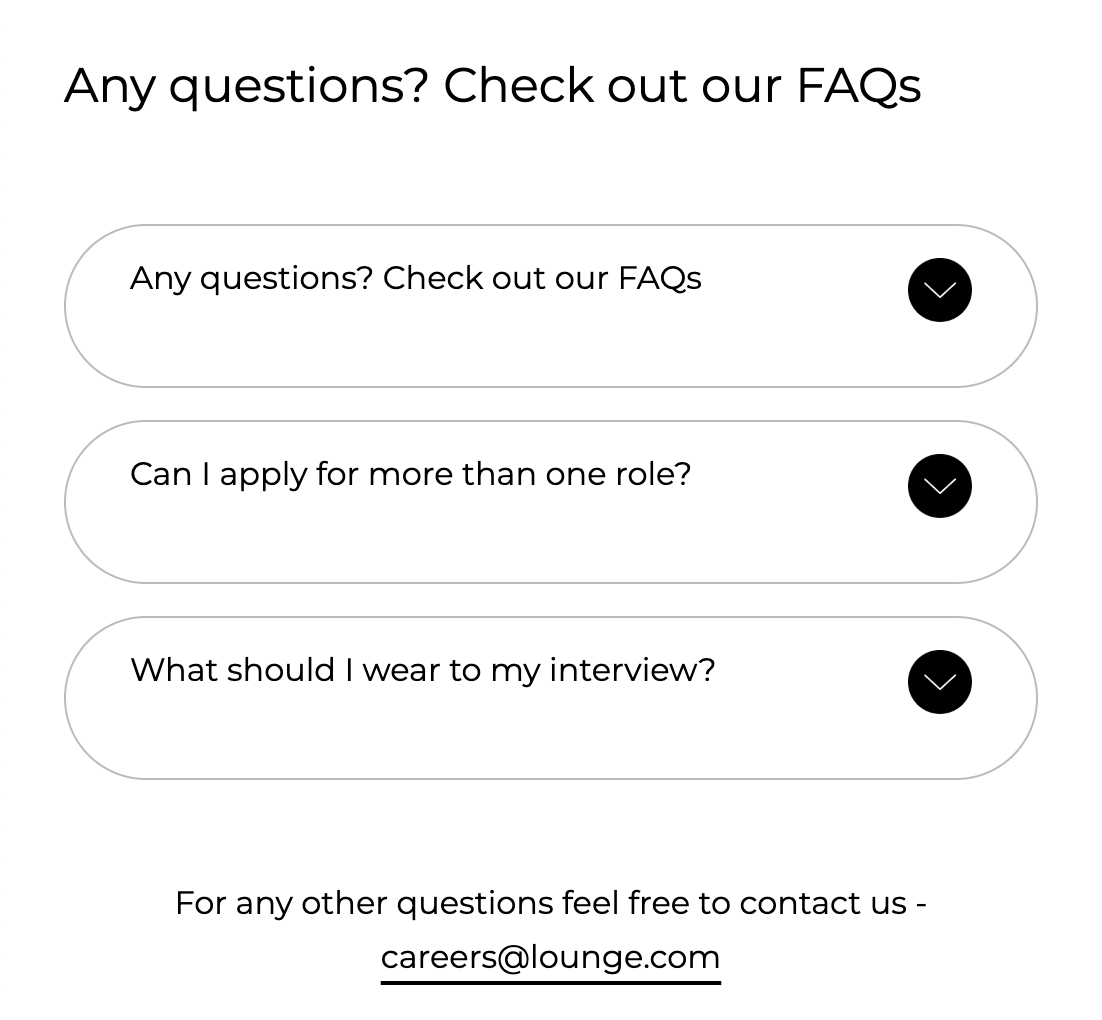 Any questions? Check out our FAQs
Any questions? Check out our FAQs
Can I apply for more than one role?
What should I wear to my interview?
For any other questions feel free to contact us -
careers@lounge.com